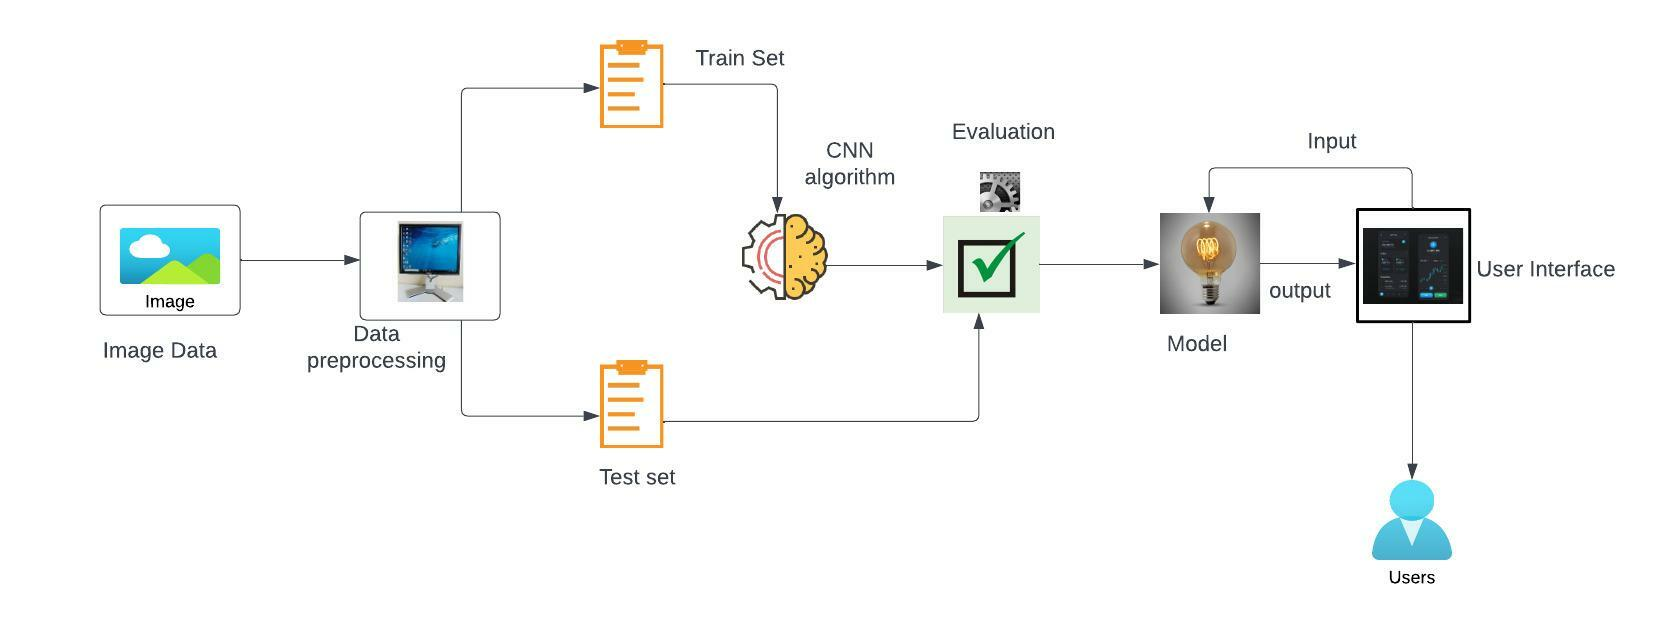 Train Set
Evaluation
CNN
algorithm
Input
Image
Image Data
Data
preprocessing
User Interface
output
Model
Test set
Users